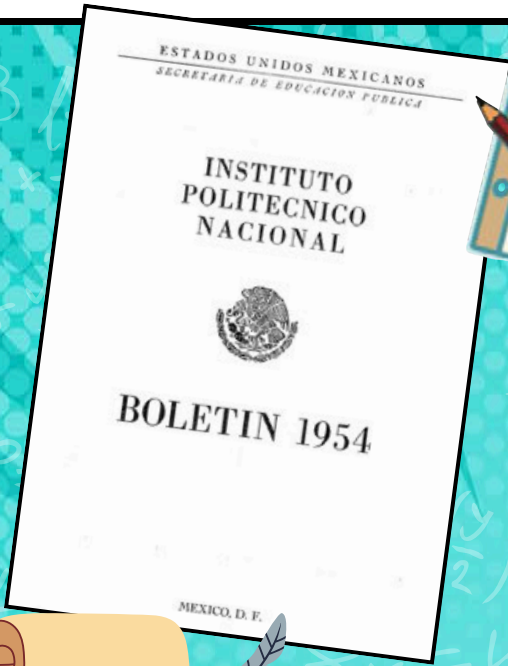 ESTADOS UNIDOS MEXICANOS
SECRETARIA DE EDUCACION PUBLICA
INSTITUTO
POLITECNICO
NACIONAL
BOLETIN 1954
MEXICO, D. F.